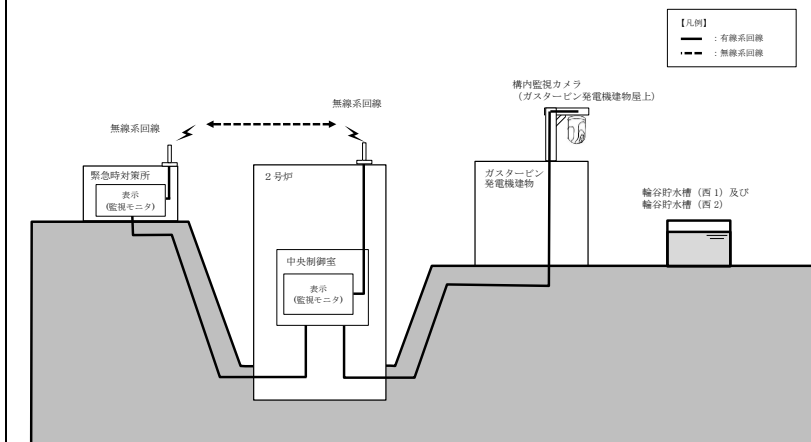 【凡例】
：有線系回線
：無線系回線
構内監視カメラ
（ガスタービン発電機建物屋上）
無線系回線
無線系回線
緊急時対策所
表示
(監視モニタ)
２号炉
中央制御室
表示
(監視モニタ)
ガスタービン
発電機建物
輪谷貯水槽（西１）及び
輪谷貯水槽（西２）